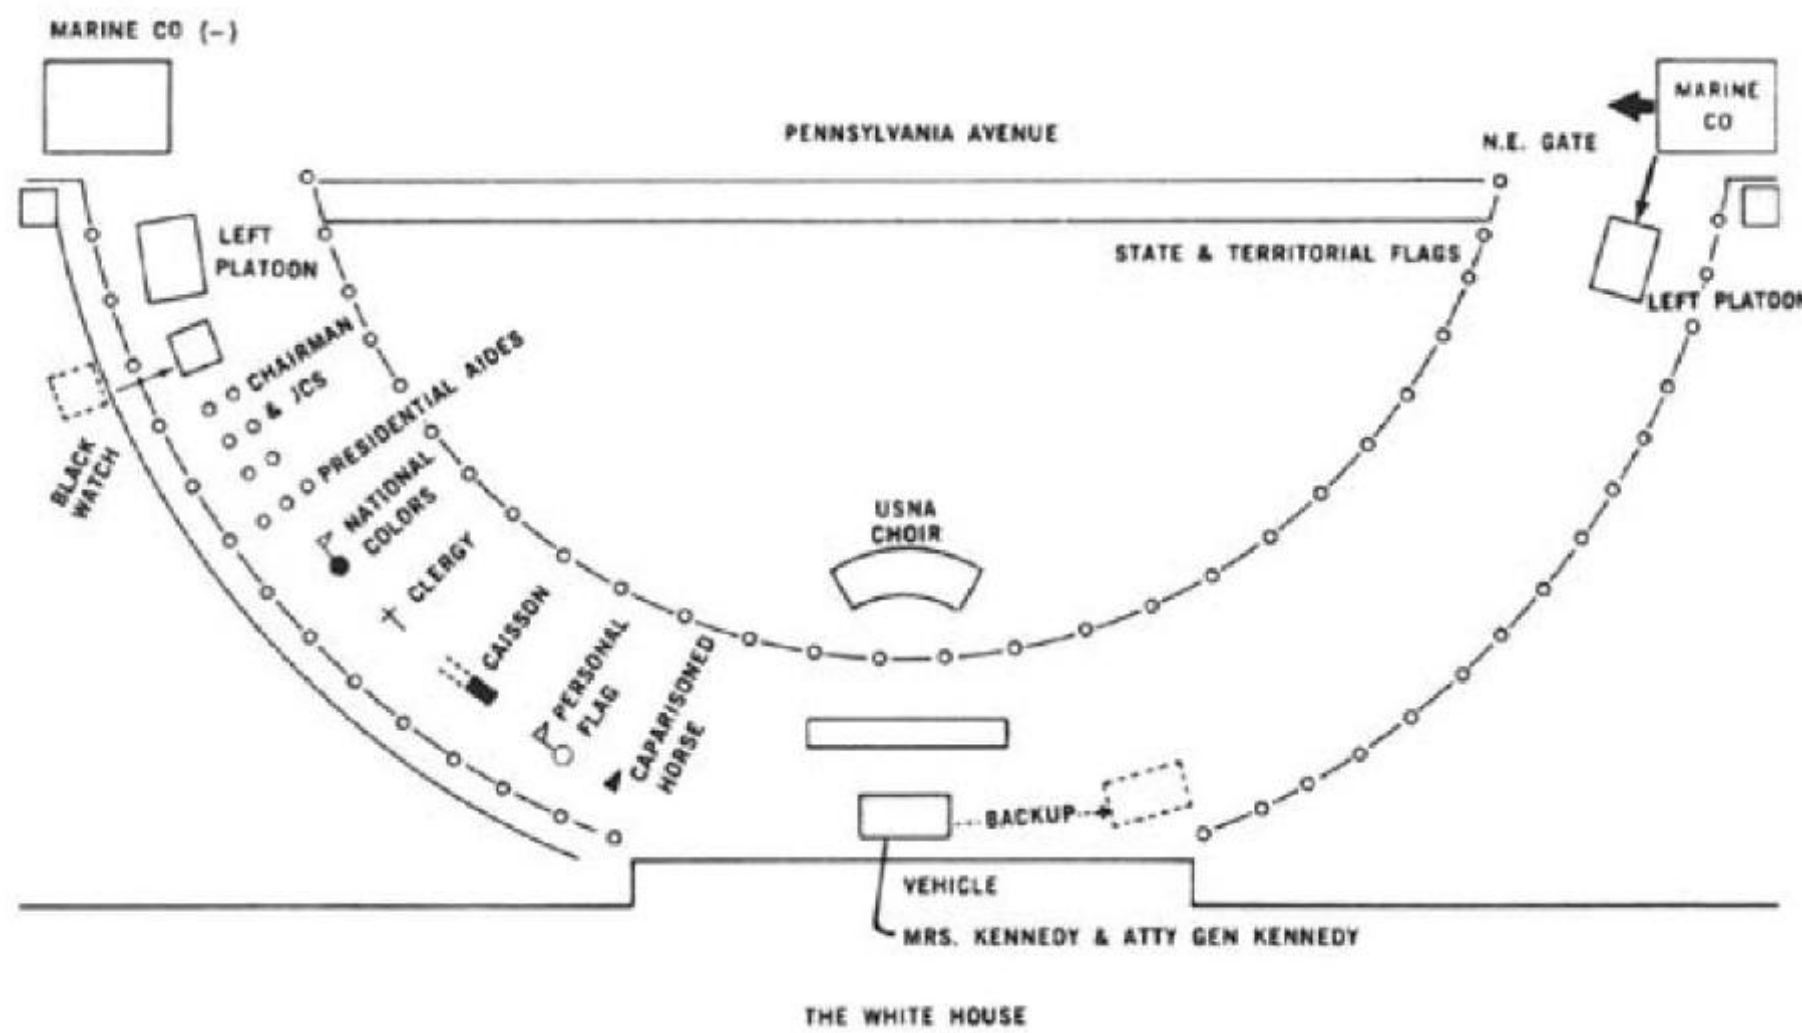 MARINE CO (-)
MARINE
CO
PENNSYLVANIA AVENUE
N.E. GATE
LEFT
PLATOON
STATE & TERRITORIAL FLAGS
LEFT PLATOON
CHAIRMAN
& JCS
PRESIDENTIAL AIDES
BLACK
WATCH
NATIONAL
COLORS
CLERGY
USNA
CHOIR
CAISSON
PERSONAL
FLAG
CAPARISONED
HORSE
BACKUP
VEHICLE
MRS. KENNEDY & ATTY GEN KENNEDY
THE WHITE HOUSE